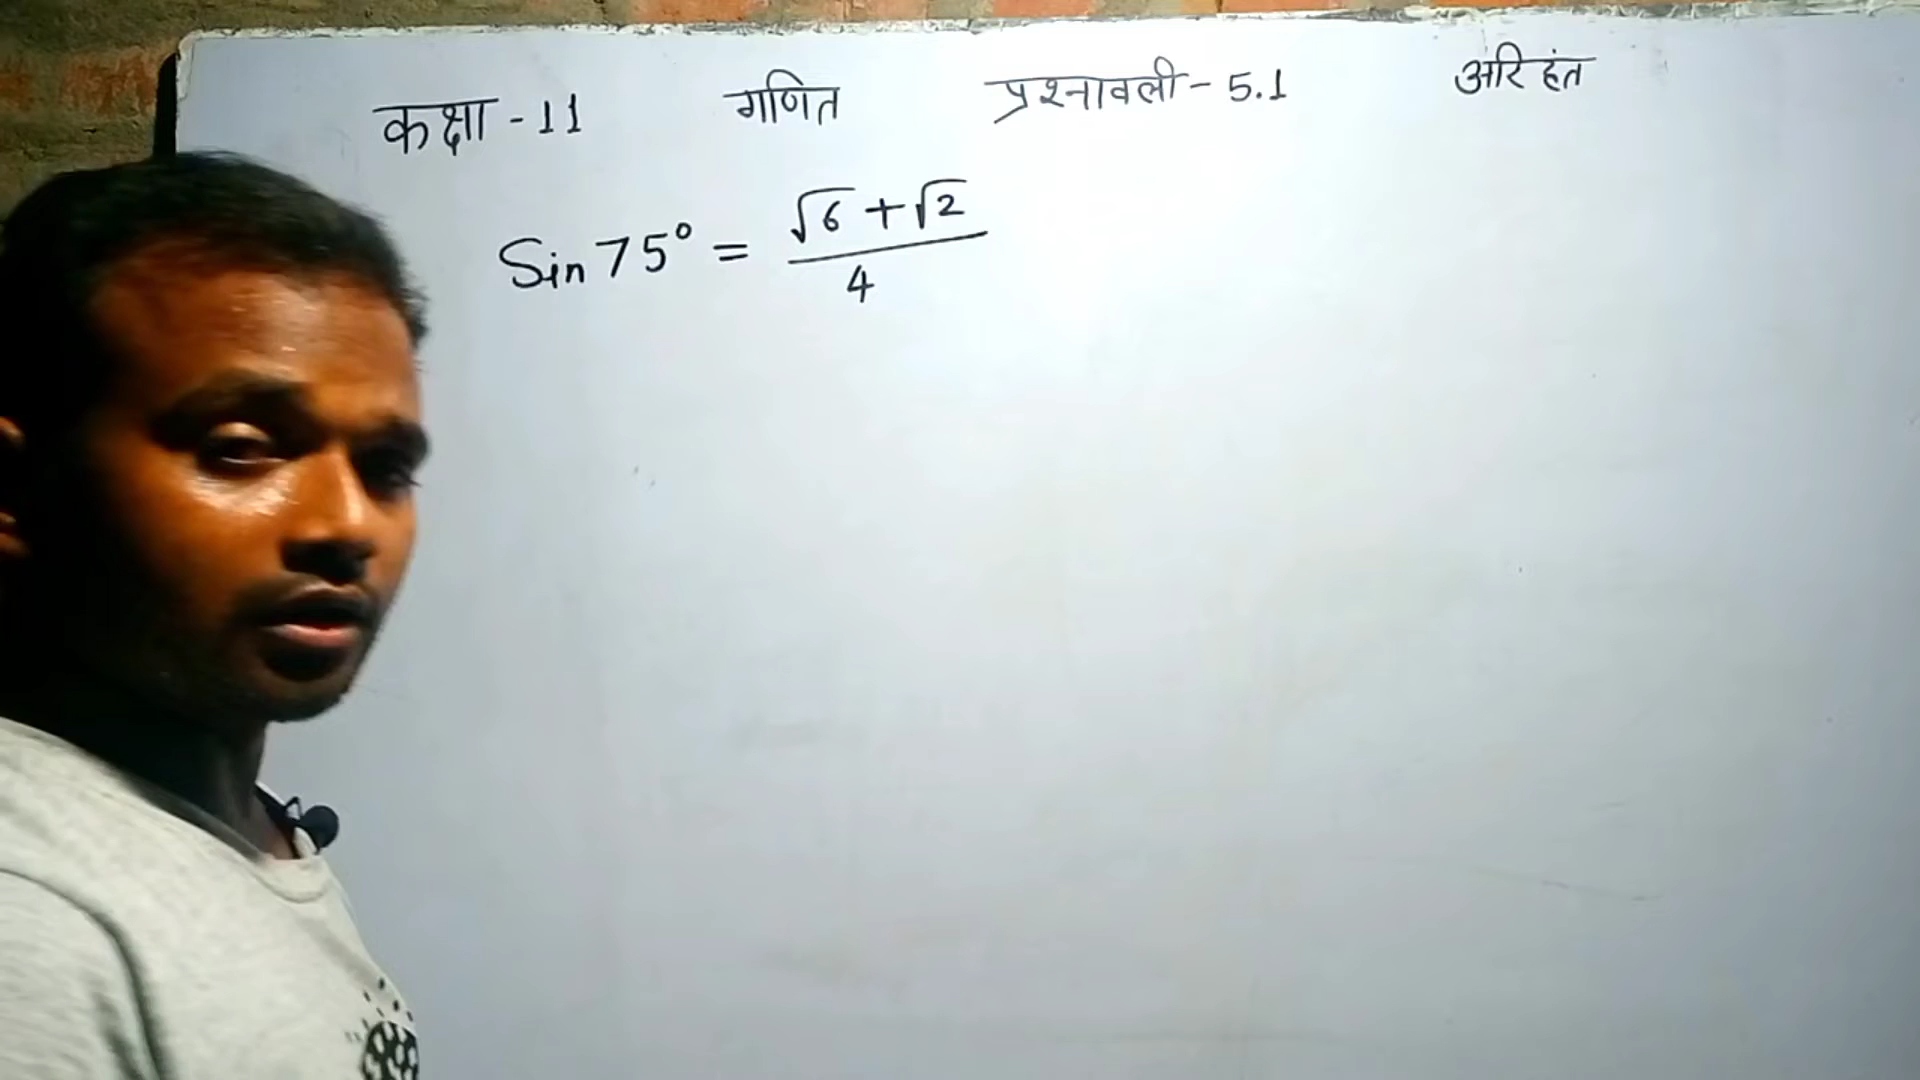 कक्षा - 11 गणित प्रश्नावली - 5.1 अरिहंत
Sin 75° = (√6 + √2) / 4